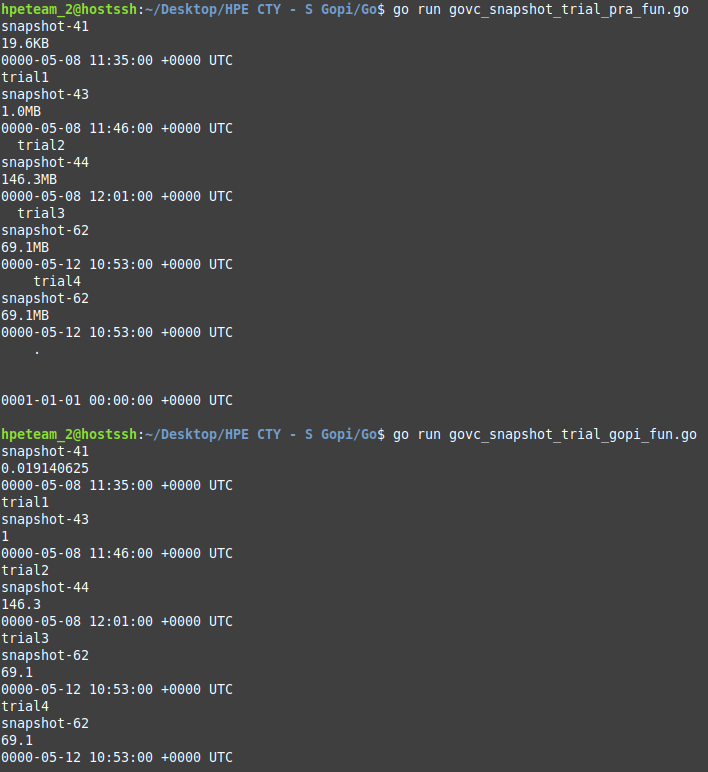 hpeteam_2@hostssh:~/Desktop/HPE CTY - S Gopi/Go$ go run govc_snapshot_trial_pra_fun.go
snapshot-41
19.6KB
0000-05-08 11:35:00 +0000 UTC
trial1
snapshot-43
1.0MB
0000-05-08 11:46:00 +0000 UTC
  trial2
snapshot-44
146.3MB
0000-05-08 12:01:00 +0000 UTC
  trial3
snapshot-62
69.1MB
0000-05-12 10:53:00 +0000 UTC
    trial4
snapshot-62
69.1MB
0000-05-12 10:53:00 +0000 UTC
    .
0001-01-01 00:00:00 +0000 UTC
hpeteam_2@hostssh:~/Desktop/HPE CTY - S Gopi/Go$ go run govc_snapshot_trial_gopi_fun.go
snapshot-41
0.019140625
0000-05-08 11:35:00 +0000 UTC
trial1
snapshot-43
1
0000-05-08 11:46:00 +0000 UTC
trial2
snapshot-44
146.3
0000-05-08 12:01:00 +0000 UTC
trial3
snapshot-62
69.1
0000-05-12 10:53:00 +0000 UTC
trial4
snapshot-62
69.1
0000-05-12 10:53:00 +0000 UTC